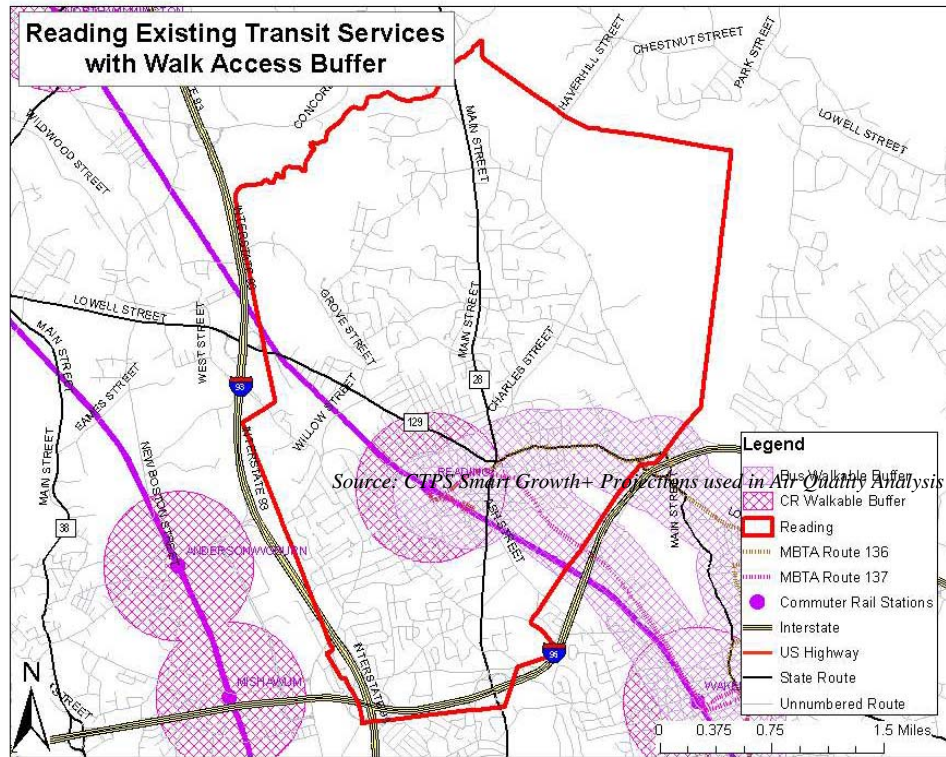 Reading Existing Transit Services
with Walk Access Buffer
WILDWOOD STREET
CHESTNUT STREET
PARK STREET
HAVERHILL STREET
LOWELL STREET
MAIN STREET
LOWELL STREET
MAIN STREET
WEST STREET
EAMES STREET
GROVE STREET
MAIN STREET
28
CHARLES STREET
93
WILLOW STREET
129
MAIN STREET
NEW BOSTON STREET
INTERSTATE 93
READING
ASH STREET
MAIN STREET
Source: CTPS Smart Growth+ Projections used in Air Quality Analysis
38
ANDERSON/WOBURN
MISHAWUM
95
N
Legend
Bus Walkable Buffer
CR Walkable Buffer
Reading
MBTA Route 136
MBTA Route 137
Commuter Rail Stations
Interstate
US Highway
State Route
Unnumbered Route
0 0.375 0.75 1.5 Miles